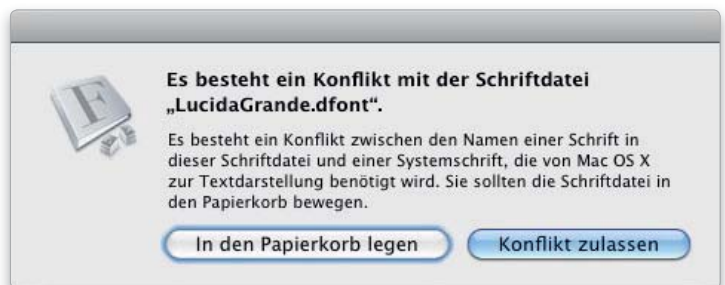 Es besteht ein Konflikt mit der Schriftdatei
„LucidaGrande.dfont“.
Es besteht ein Konflikt zwischen den Namen einer Schrift in
dieser Schriftdatei und einer Systemschrift, die von Mac OS X
zur Textdarstellung benötigt wird. Sie sollten die Schriftdatei in
den Papierkorb bewegen.
In den Papierkorb legen Konflikt zulassen